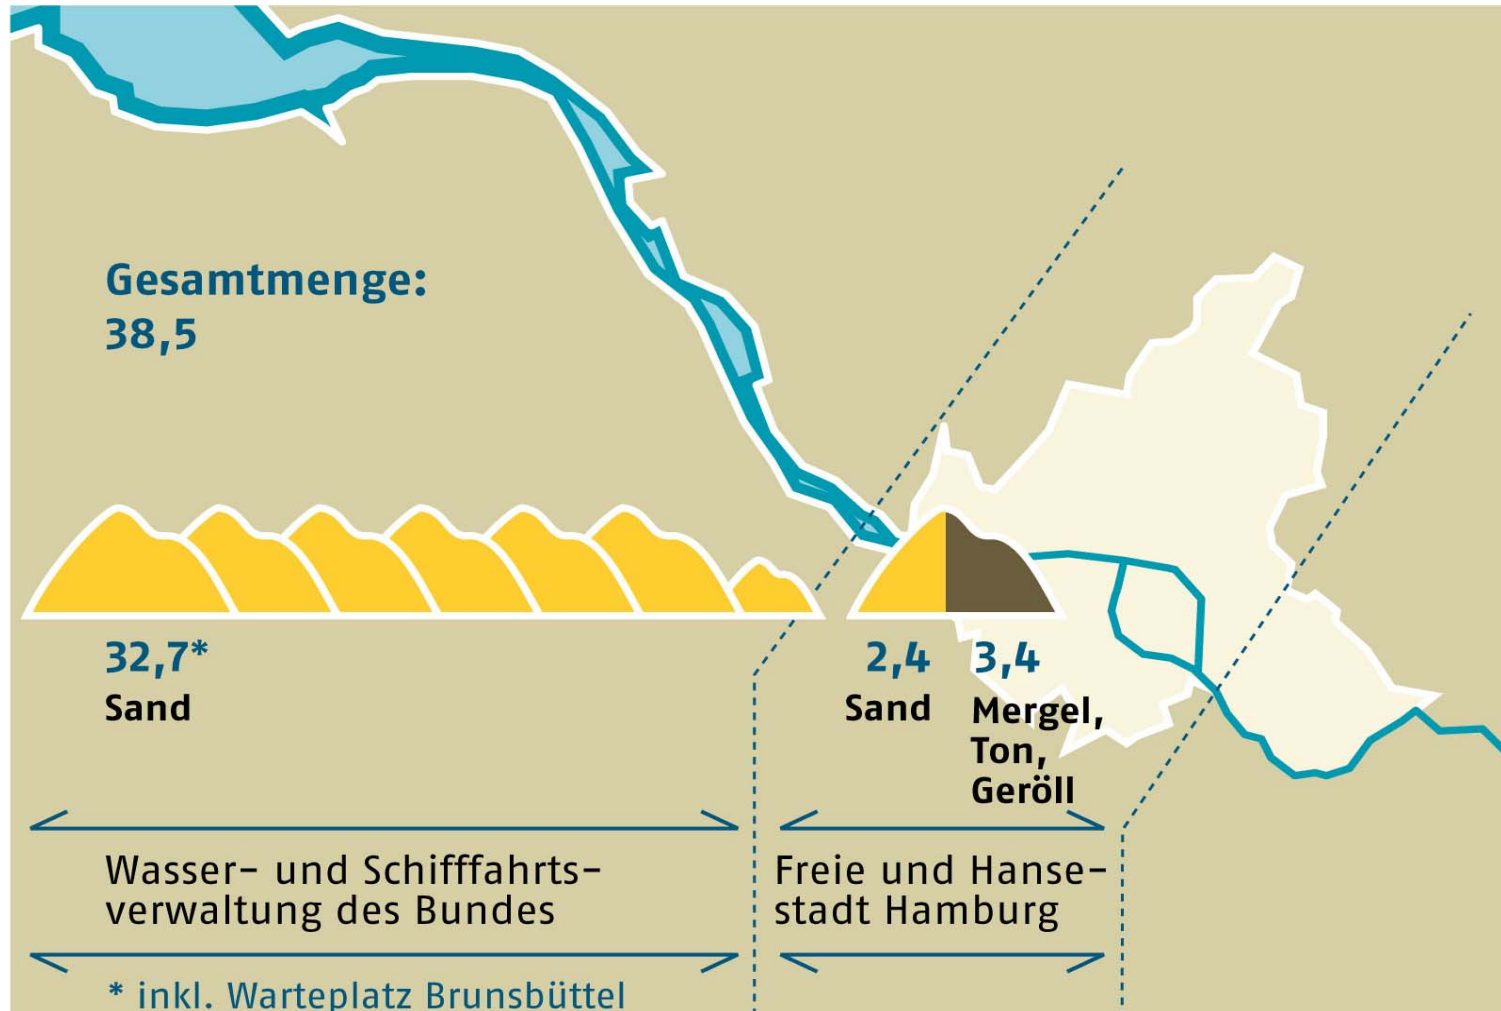 Gesamtmenge:
38,5
32,7*
Sand
2,4
Sand
3,4
Mergel,
Ton,
Geröll
Wasser- und Schifffahrts-
verwaltung des Bundes
Freie und Hanse-
stadt Hamburg
* inkl. Warteplatz Brunsbüttel